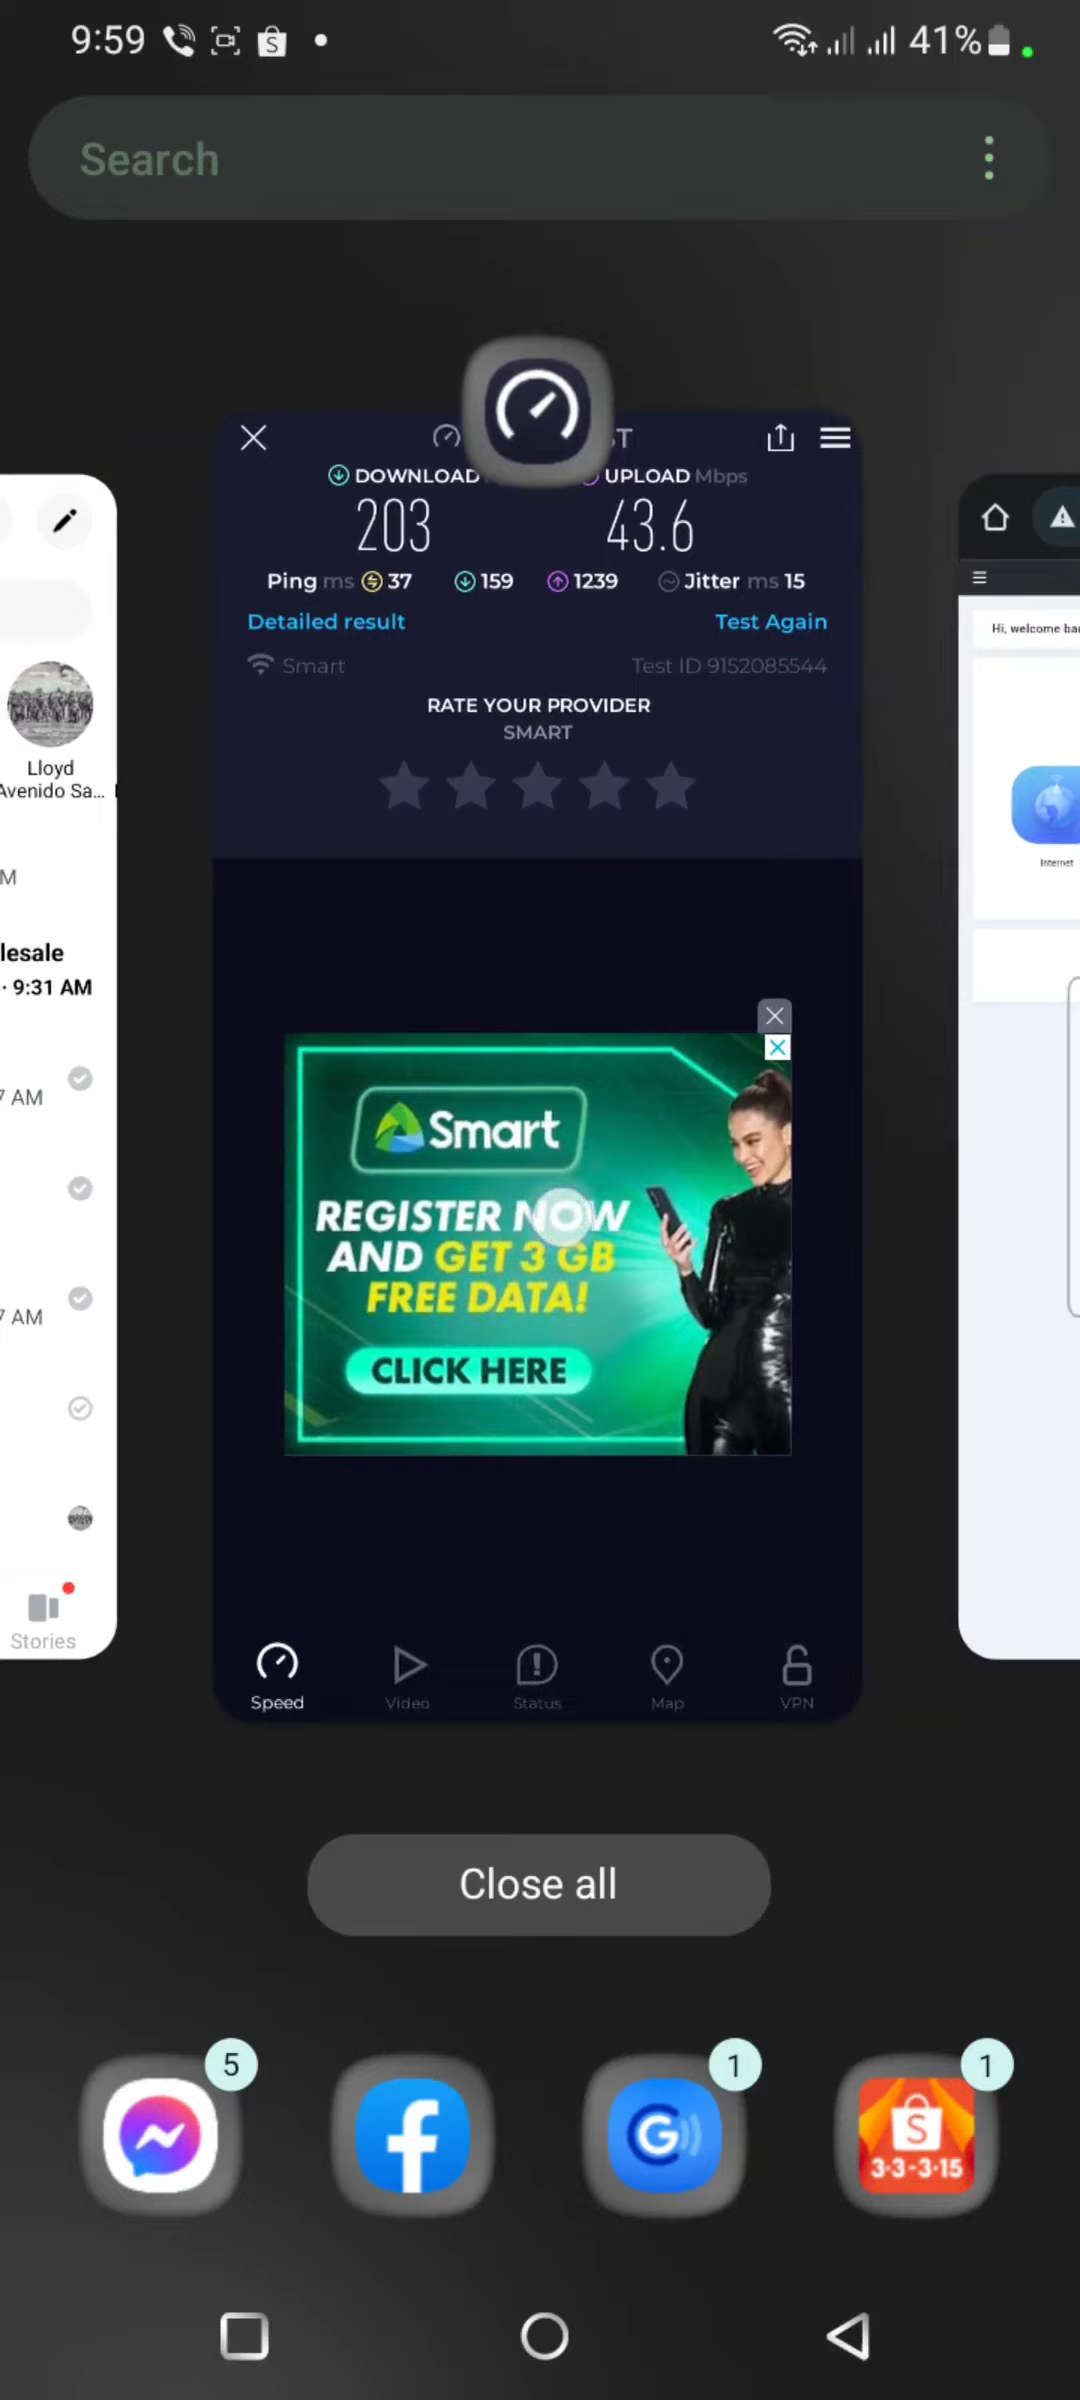 9:59
41%
Search
ST
DOWNLOAD
UPLOAD Mbps
203
43.6
Ping ms 37 159 1239 Jitter ms 15
Detailed result
Test Again
Smart
Test ID 9152085544
RATE YOUR PROVIDER
SMART
Smart
REGISTER NOW
AND GET 3 GB
FREE DATA!
CLICK HERE
Speed
Video
Status
Map
VPN
Lloyd
Avenido Sa...
M
lesale
· 9:31 AM
7 AM
7 AM
Stories
Hi, welcome ba
Internet
Close all
5
1
1
G
S
3-3-3-15